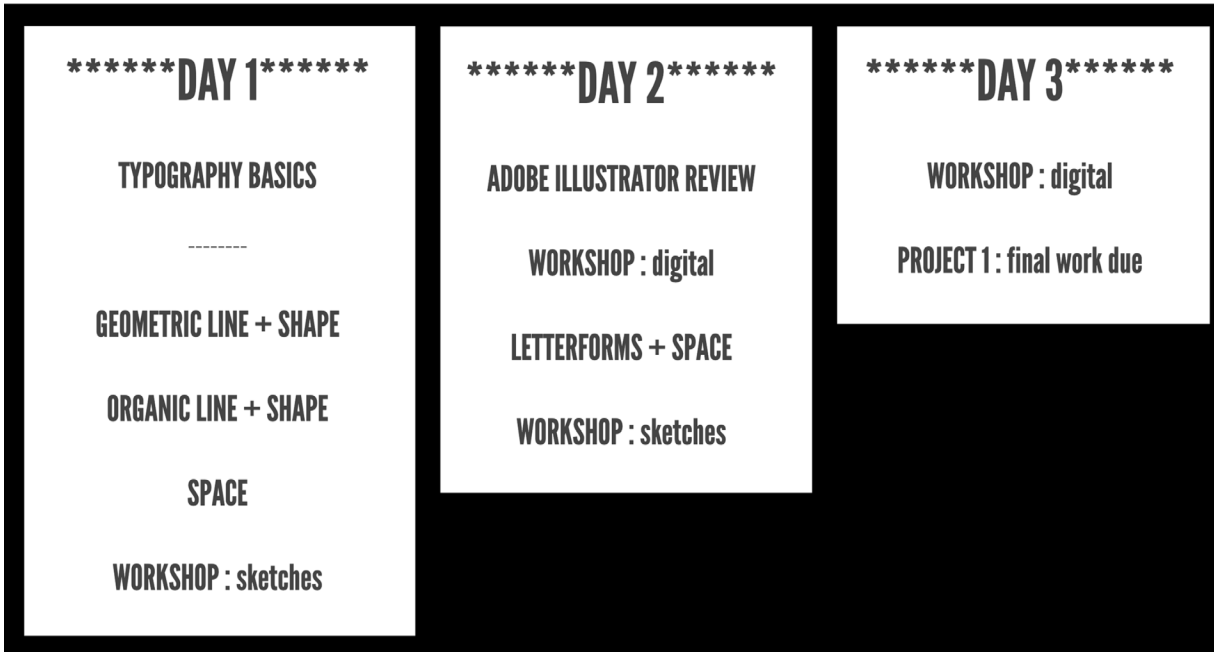 ******DAY 1******
TYPOGRAPHY BASICS
--------
GEOMETRIC LINE + SHAPE
ORGANIC LINE + SHAPE
SPACE
WORKSHOP : sketches
******DAY 2******
ADOBE ILLUSTRATOR REVIEW
WORKSHOP : digital
LETTERFORMS + SPACE
WORKSHOP : sketches
******DAY 3******
WORKSHOP : digital
PROJECT 1 : final work due